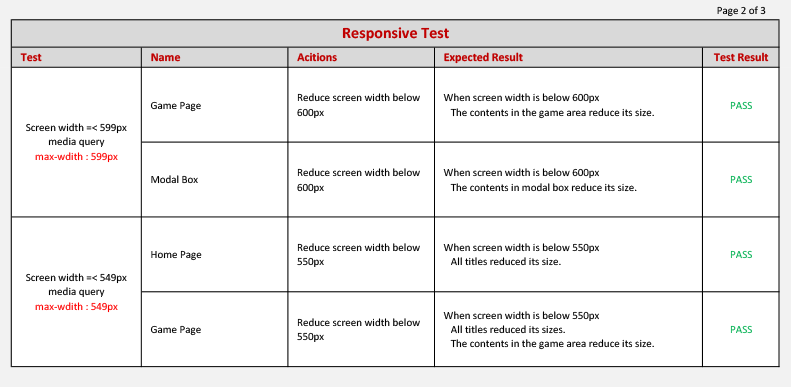 Page 2 of 3
Responsive Test
Test Name Acitions Expected Result Test Result
Screen width =< 599px
media query
max-wdith : 599px
Game Page
Reduce screen width below
600px
When screen width is below 600px
The contents in the game area reduce its size.
PASS
Modal Box
Reduce screen width below
600px
When screen width is below 600px
The contents in modal box reduce its size.
PASS
Screen width =< 549px
media query
max-wdith : 549px
Home Page
Reduce screen width below
550px
When screen width is below 550px
All titles reduced its size.
PASS
Game Page
Reduce screen width below
550px
When screen width is below 550px
All titles reduced its sizes.
The contents in the game area reduce its size.
PASS